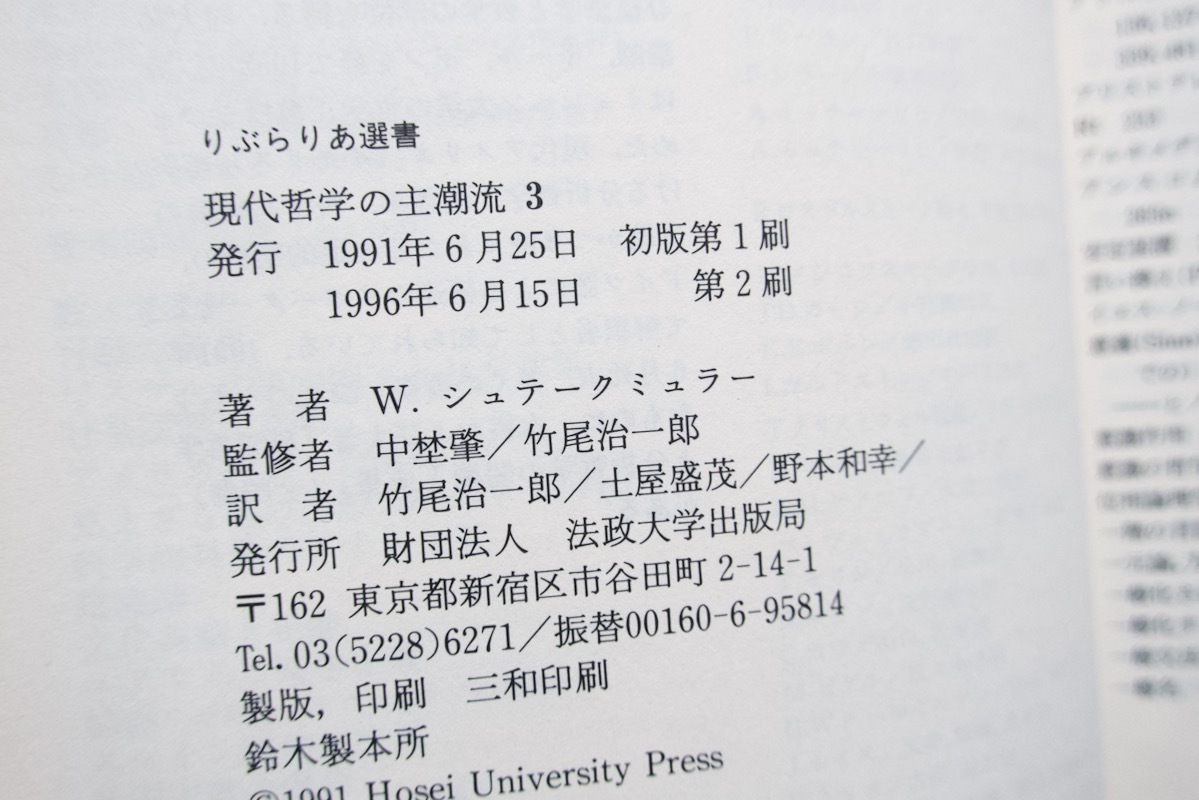 りぶらりあ選書
現代哲学の主潮流 3
発行　1991年6月25日　初版第1刷
1996年6月15日　第2刷
著　者　W. シュテークミュラー
監修者　中埜肇／竹尾治一郎
訳　者　竹尾治一郎／土屋盛茂／野本和幸／
発行所　財団法人　法政大学出版局
〒162 東京都新宿区市谷田町 2-14-1
Tel. 03(5228)6271／振替00160-6-95814
製版，印刷　三和印刷
鈴木製本所
©1991 Hosei University Press